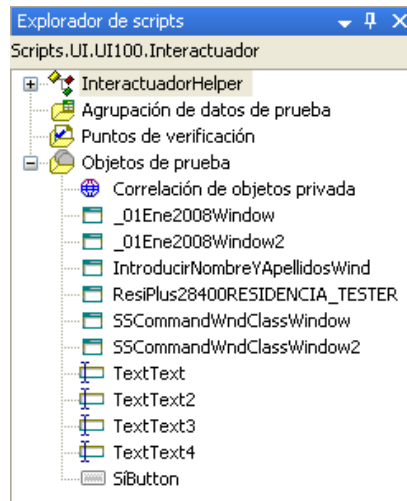 Explorador de scripts
Scripts.UI.UI100.Interactuador
InteractuadorHelper
Agrupación de datos de prueba
Puntos de verificación
Objetos de prueba
Correlación de objetos privada
_01Ene2008Window
_01Ene2008Window2
IntroducirNombreYApellidosWind
ResiPlus28400RESIDENCIA_TESTER
SSCommandWndClassWindow
SSCommandWndClassWindow2
TextText
TextText2
TextText3
TextText4
SíButton